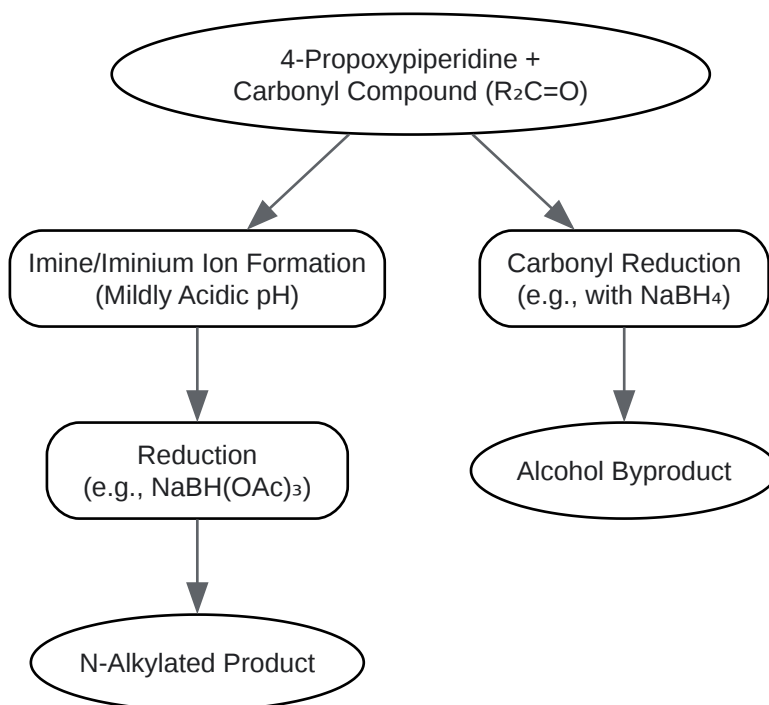 4-Propoxypiperidine +
Carbonyl Compound (R₂C=O)
Imine/Iminium Ion Formation
(Mildly Acidic pH)
Carbonyl Reduction
(e.g., with NaBH₄)
Reduction
(e.g., NaBH(OAc)₃)
Alcohol Byproduct
N-Alkylated Product